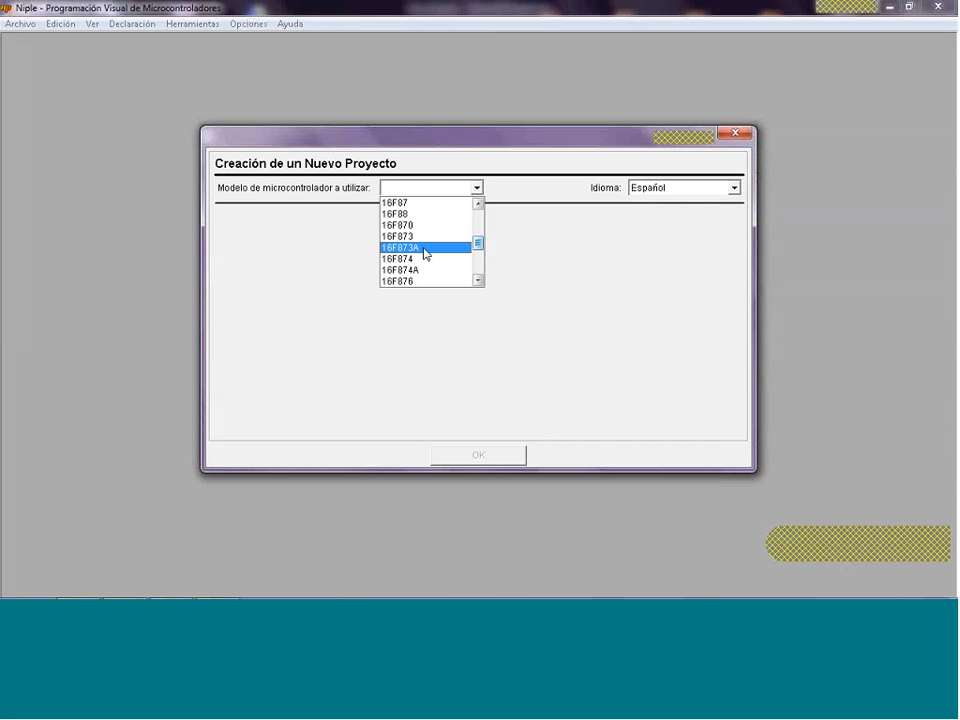 Niple - Programación Visual de Microcontroladores
Archivo Edición Ver Declaración Herramientas Opciones Ayuda
Creación de un Nuevo Proyecto
Modelo de microcontrolador a utilizar: Idioma: Español
16F87
16F88
16F870
16F873
16F873A
16F874
16F874A
16F876
OK